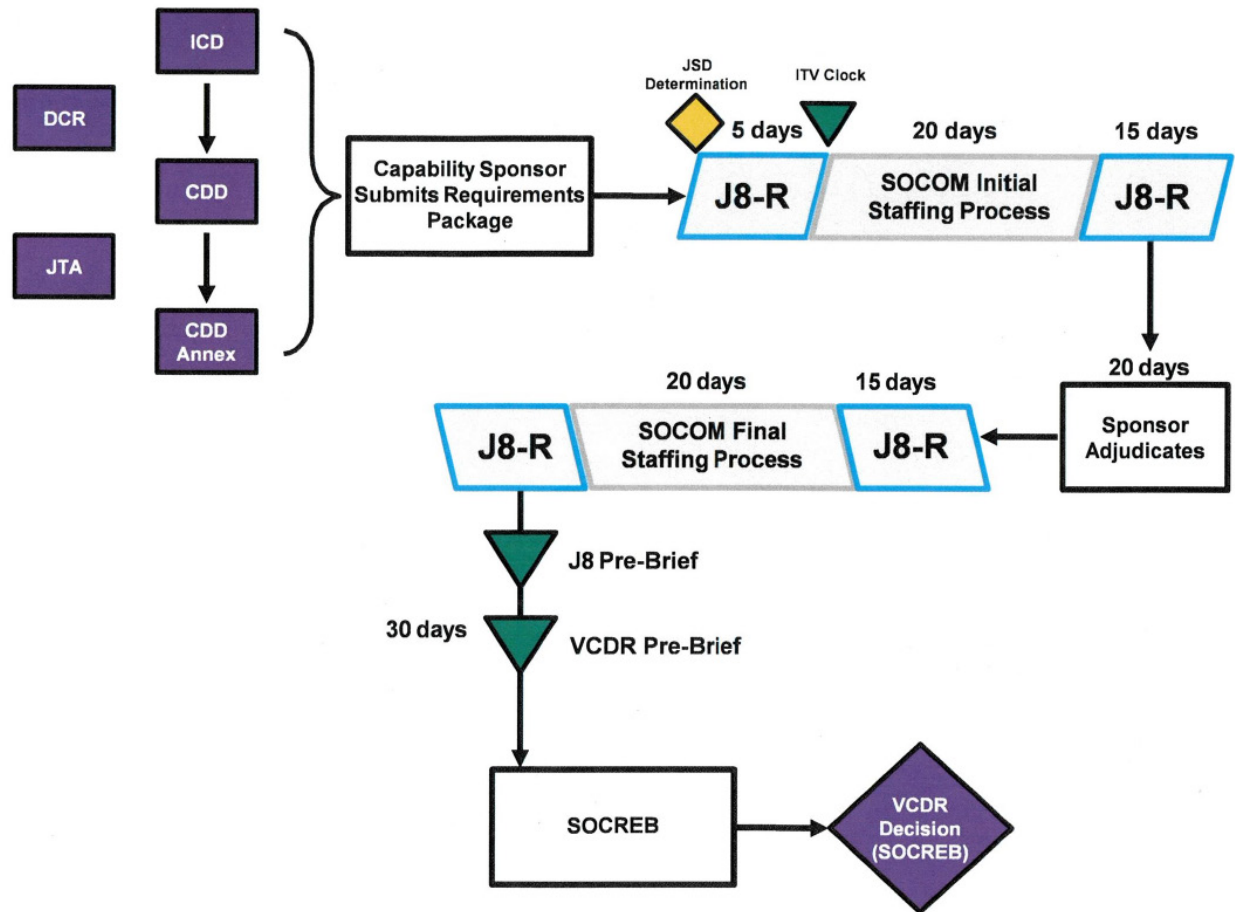 ICD
DCR
CDD
JTA
CDD
Annex
Capability Sponsor
Submits Requirements
Package
JSD
Determination
ITV Clock
5 days
20 days
15 days
J8-R
SOCOM Initial
Staffing Process
J8-R
20 days
Sponsor
Adjudicates
20 days
15 days
J8-R
SOCOM Final
Staffing Process
J8-R
J8 Pre-Brief
30 days
VCDR Pre-Brief
SOCREB
VCDR
Decision
(SOCREB)